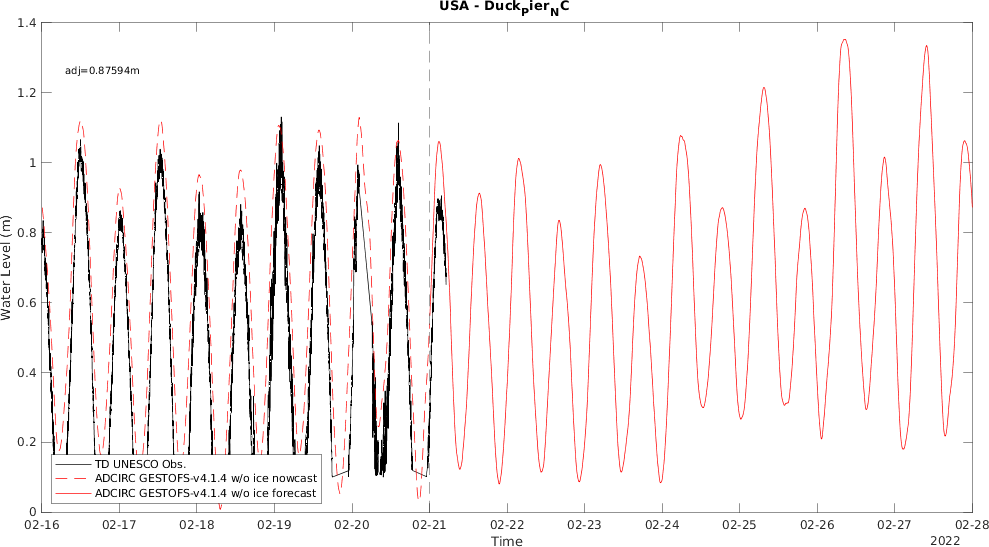 USA - Duck_Pier_NC
1.4
adj=0.87594m
1.2
1
0.8
0.6
0.4
0.2
0
Water Level (m)
TD UNESCO Obs.
ADCIRC GESTOFS-v4.1.4 w/o ice nowcast
ADCIRC GESTOFS-v4.1.4 w/o ice forecast
02-16 02-17 02-18 02-19 02-20 02-21 02-22 02-23 02-24 02-25 02-26 02-27 02-28
Time
2022